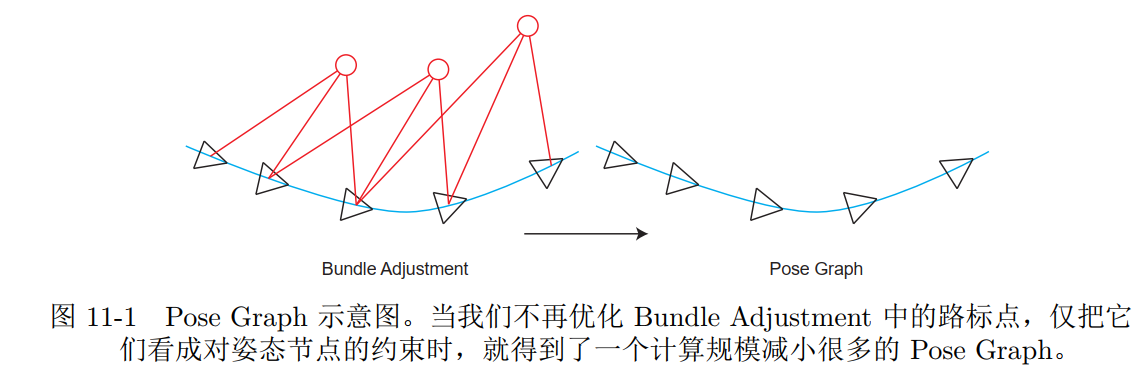 Bundle Adjustment
Pose Graph
图 11-1 Pose Graph 示意图。当我们不再优化 Bundle Adjustment 中的路标点，仅把它
们看成对姿态节点的约束时，就得到了一个计算规模减小很多的 Pose Graph。